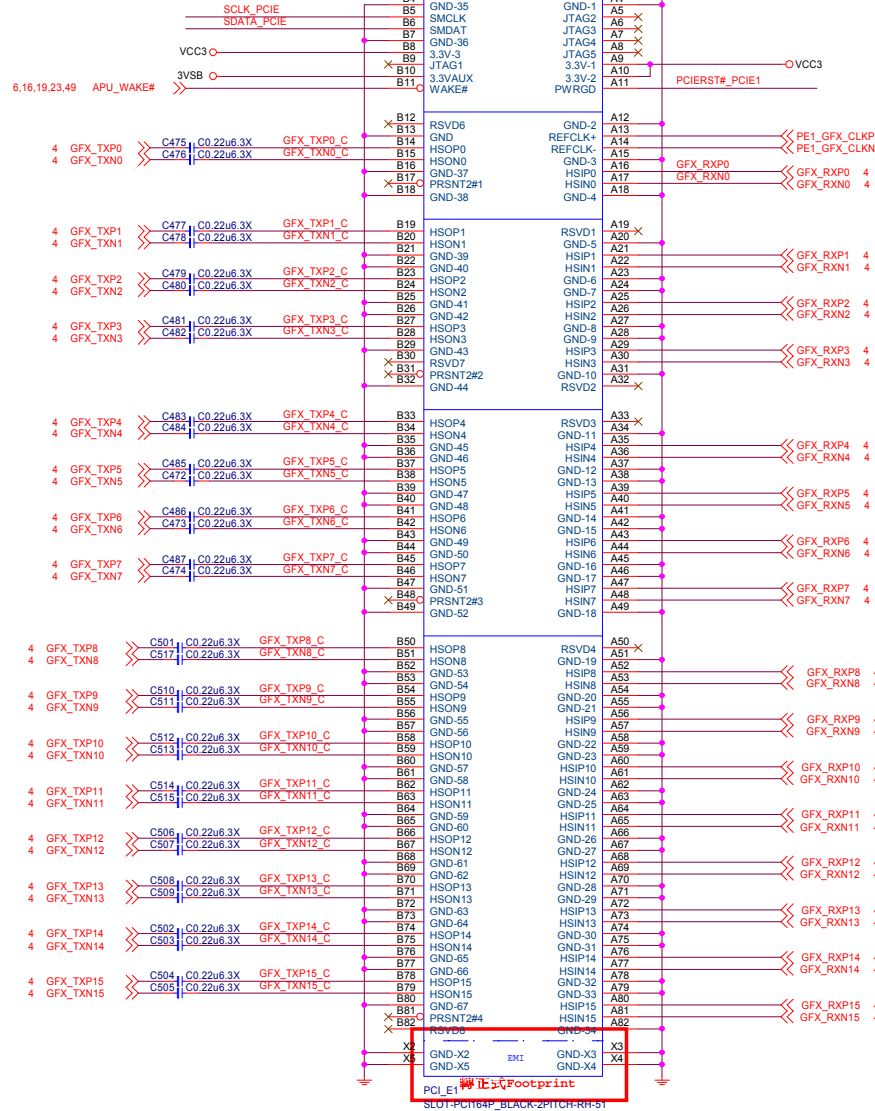 GND-35 GND-1
SCLK_PCIE B5 SMCLK JTAG2 A5
SDATA_PCIE B6 SMDAT JTAG3 A6
B7 GND-36 JTAG4 A7
VCC3 B8 3.3V-3 JTAG5 A8
B9 JTAG1 3.3V-1 A9 VCC3
3VSB B10 3.3VAUX 3.3V-2 A10
6,16,19,23,49 APU_WAKE# B11 WAKE# PWRGD A11 PCIERST#_PCIE1
B12 RSVD6 GND-2 A12
B13 GND REFCLK+ A13 PE1_GFX_CLKP
4 GFX_TXP0 C475 C0.22u6.3X GFX_TXP0_C B14 HSOP0 REFCLK- A14 PE1_GFX_CLKN
4 GFX_TXN0 C476 C0.22u6.3X GFX_TXN0_C B15 HSON0 GND-3 A15
B16 GND-37 HSIP0 A16 GFX_RXP0 GFX_RXP0 4
B17 PRSNT2#1 HSIN0 A17 GFX_RXN0 GFX_RXN0 4
B18 GND-38 GND-4 A18
4 GFX_TXP1 C477 C0.22u6.3X GFX_TXP1_C B19 HSOP1 RSVD1 A19
4 GFX_TXN1 C478 C0.22u6.3X GFX_TXN1_C B20 HSON1 GND-5 A20
B21 GND-39 HSIP1 A21 GFX_RXP1 4
B22 GND-40 HSIN1 A22 GFX_RXN1 4
4 GFX_TXP2 C479 C0.22u6.3X GFX_TXP2_C B23 HSOP2 GND-6 A23
4 GFX_TXN2 C480 C0.22u6.3X GFX_TXN2_C B24 HSON2 GND-7 A24
B25 GND-41 HSIP2 A25 GFX_RXP2 4
B26 GND-42 HSIN2 A26 GFX_RXN2 4
4 GFX_TXP3 C481 C0.22u6.3X GFX_TXP3_C B27 HSOP3 GND-8 A27
4 GFX_TXN3 C482 C0.22u6.3X GFX_TXN3_C B28 HSON3 GND-9 A28
B29 GND-43 HSIP3 A29 GFX_RXP3 4
B30 RSVD7 HSIN3 A30 GFX_RXN3 4
B31 PRSNT2#2 GND-10 A31
B32 GND-44 RSVD2 A32
4 GFX_TXP4 C483 C0.22u6.3X GFX_TXP4_C B33 HSOP4 RSVD3 A33
4 GFX_TXN4 C484 C0.22u6.3X GFX_TXN4_C B34 HSON4 GND-11 A34
B35 GND-45 HSIP4 A35 GFX_RXP4 4
B36 GND-46 HSIN4 A36 GFX_RXN4 4
4 GFX_TXP5 C485 C0.22u6.3X GFX_TXP5_C B37 HSOP5 GND-12 A37
4 GFX_TXN5 C472 C0.22u6.3X GFX_TXN5_C B38 HSON5 GND-13 A38
B39 GND-47 HSIP5 A39 GFX_RXP5 4
B40 GND-48 HSIN5 A40 GFX_RXN5 4
4 GFX_TXP6 C486 C0.22u6.3X GFX_TXP6_C B41 HSOP6 GND-14 A41
4 GFX_TXN6 C473 C0.22u6.3X GFX_TXN6_C B42 HSON6 GND-15 A42
B43 GND-49 HSIP6 A43 GFX_RXP6 4
B44 GND-50 HSIN6 A44 GFX_RXN6 4
4 GFX_TXP7 C487 C0.22u6.3X GFX_TXP7_C B45 HSOP7 GND-16 A45
4 GFX_TXN7 C474 C0.22u6.3X GFX_TXN7_C B46 HSON7 GND-17 A46
B47 GND-51 HSIP7 A47 GFX_RXP7 4
B48 PRSNT2#3 HSIN7 A48 GFX_RXN7 4
B49 GND-52 GND-18 A49
4 GFX_TXP8 C501 C0.22u6.3X GFX_TXP8_C B50 HSOP8 RSVD4 A50
4 GFX_TXN8 C517 C0.22u6.3X GFX_TXN8_C B51 HSON8 GND-19 A51
B52 GND-53 HSIP8 A52 GFX_RXP8
B53 GND-54 HSIN8 A53 GFX_RXN8
4 GFX_TXP9 C510 C0.22u6.3X GFX_TXP9_C B54 HSOP9 GND-20 A54
4 GFX_TXN9 C511 C0.22u6.3X GFX_TXN9_C B55 HSON9 GND-21 A55
B56 GND-55 HSIP9 A56 GFX_RXP9
B57 GND-56 HSIN9 A57 GFX_RXN9
4 GFX_TXP10 C512 C0.22u6.3X GFX_TXP10_C B58 HSOP10 GND-22 A58
4 GFX_TXN10 C513 C0.22u6.3X GFX_TXN10_C B59 HSON10 GND-23 A59
B60 GND-57 HSIP10 A60 GFX_RXP10
B61 GND-58 HSIN10 A61 GFX_RXN10
4 GFX_TXP11 C514 C0.22u6.3X GFX_TXP11_C B62 HSOP11 GND-24 A62
4 GFX_TXN11 C515 C0.22u6.3X GFX_TXN11_C B63 HSON11 GND-25 A63
B64 GND-59 HSIP11 A64 GFX_RXP11
B65 GND-60 HSIN11 A65 GFX_RXN11
4 GFX_TXP12 C506 C0.22u6.3X GFX_TXP12_C B66 HSOP12 GND-26 A66
4 GFX_TXN12 C507 C0.22u6.3X GFX_TXN12_C B67 HSON12 GND-27 A67
B68 GND-61 HSIP12 A68 GFX_RXP12
B69 GND-62 HSIN12 A69 GFX_RXN12
4 GFX_TXP13 C508 C0.22u6.3X GFX_TXP13_C B70 HSOP13 GND-28 A70
4 GFX_TXN13 C509 C0.22u6.3X GFX_TXN13_C B71 HSON13 GND-29 A71
B72 GND-63 HSIP13 A72 GFX_RXP13
B73 GND-64 HSIN13 A73 GFX_RXN13
4 GFX_TXP14 C502 C0.22u6.3X GFX_TXP14_C B74 HSOP14 GND-30 A74
4 GFX_TXN14 C503 C0.22u6.3X GFX_TXN14_C B75 HSON14 GND-31 A75
B76 GND-65 HSIP14 A76 GFX_RXP14
B77 GND-66 HSIN14 A77 GFX_RXN14
4 GFX_TXP15 C504 C0.22u6.3X GFX_TXP15_C B78 HSOP15 GND-32 A78
4 GFX_TXN15 C505 C0.22u6.3X GFX_TXN15_C B79 HSON15 GND-33 A79
B80 GND-67 HSIP15 A80 GFX_RXP15
B81 PRSNT2#4 HSIN15 A81 GFX_RXN15
B82 RSVD8 GND-34 A82
X2 GND-X2 EMI GND-X3 X3
X5 GND-X5 GND-X4 X4
PCI_E1 轉正式Footprint
SLOT-PCI164P_BLACK-2PITCH-RH-51